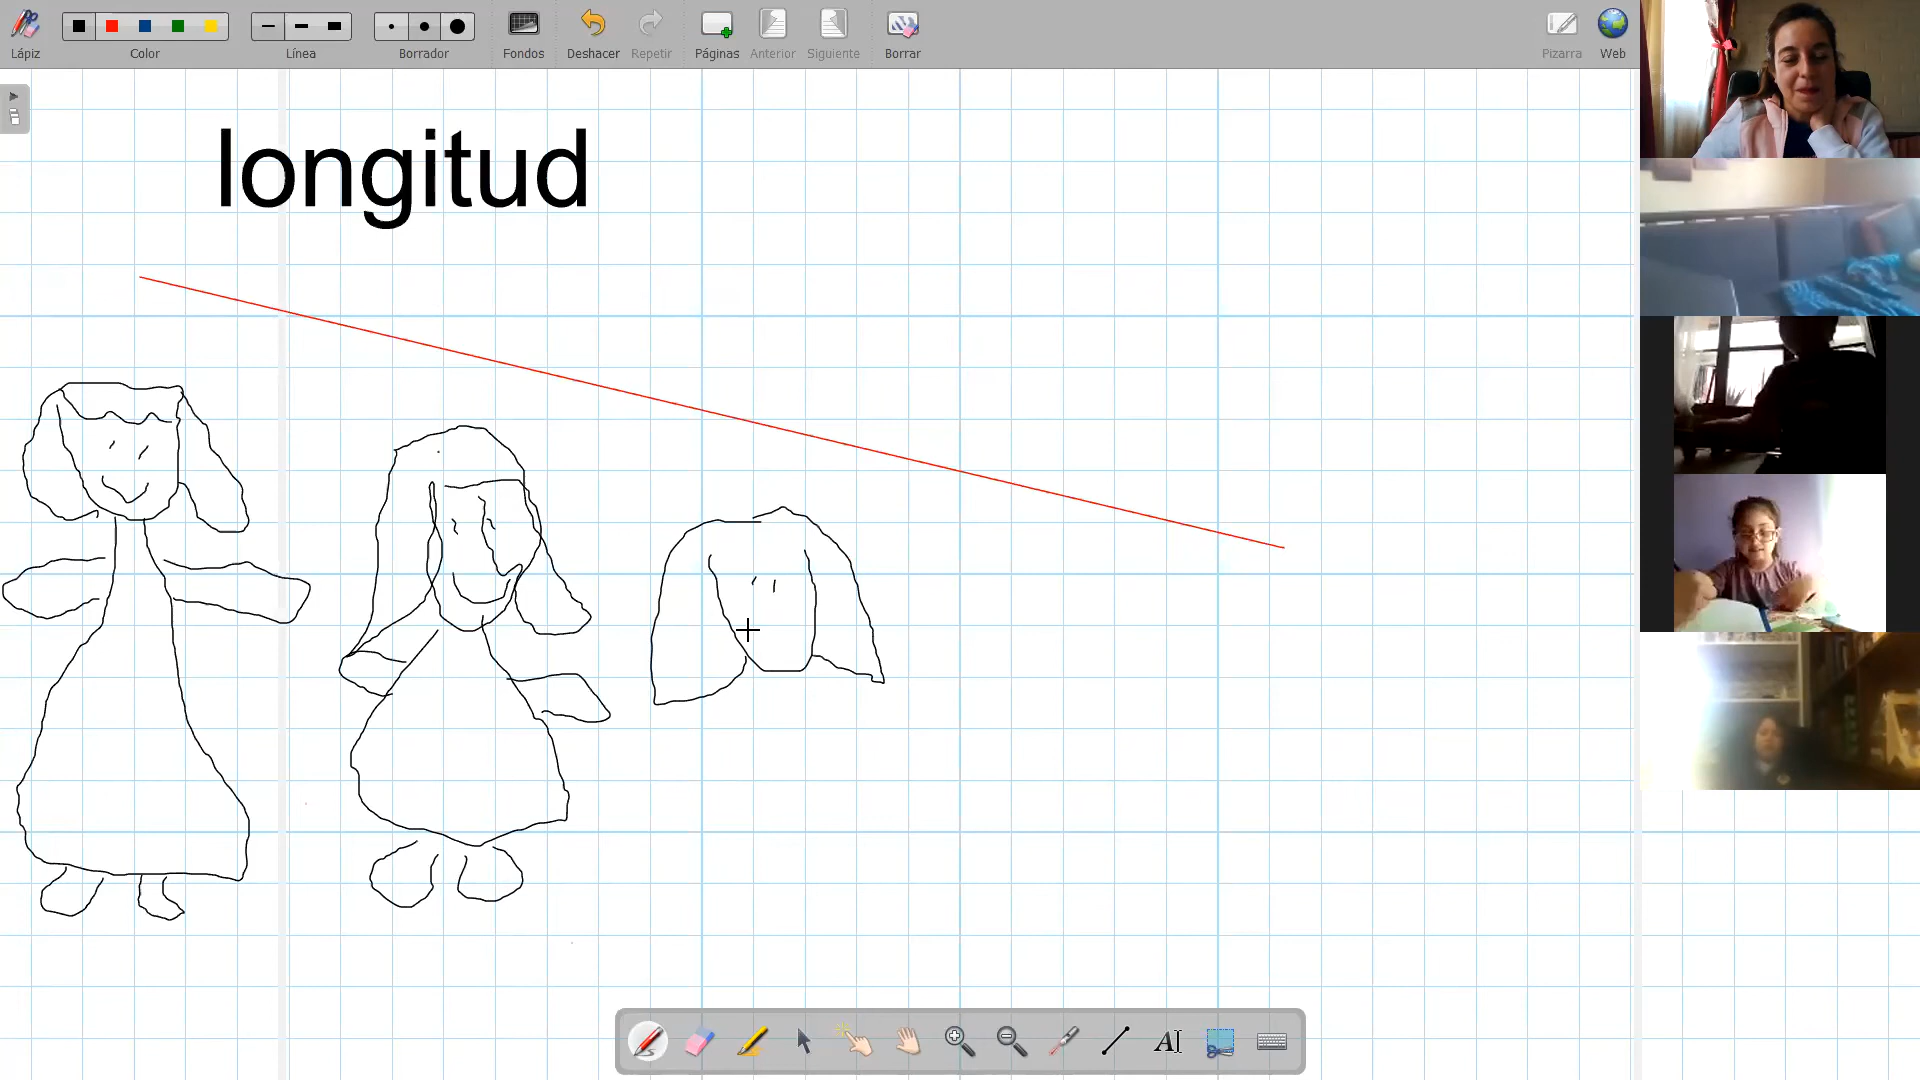 Lápiz
Color
Línea
Borrador
Fondos
Deshacer
Repetir
Páginas
Anterior
Siguiente
Borrar
Pizarra
Web
longitud
A